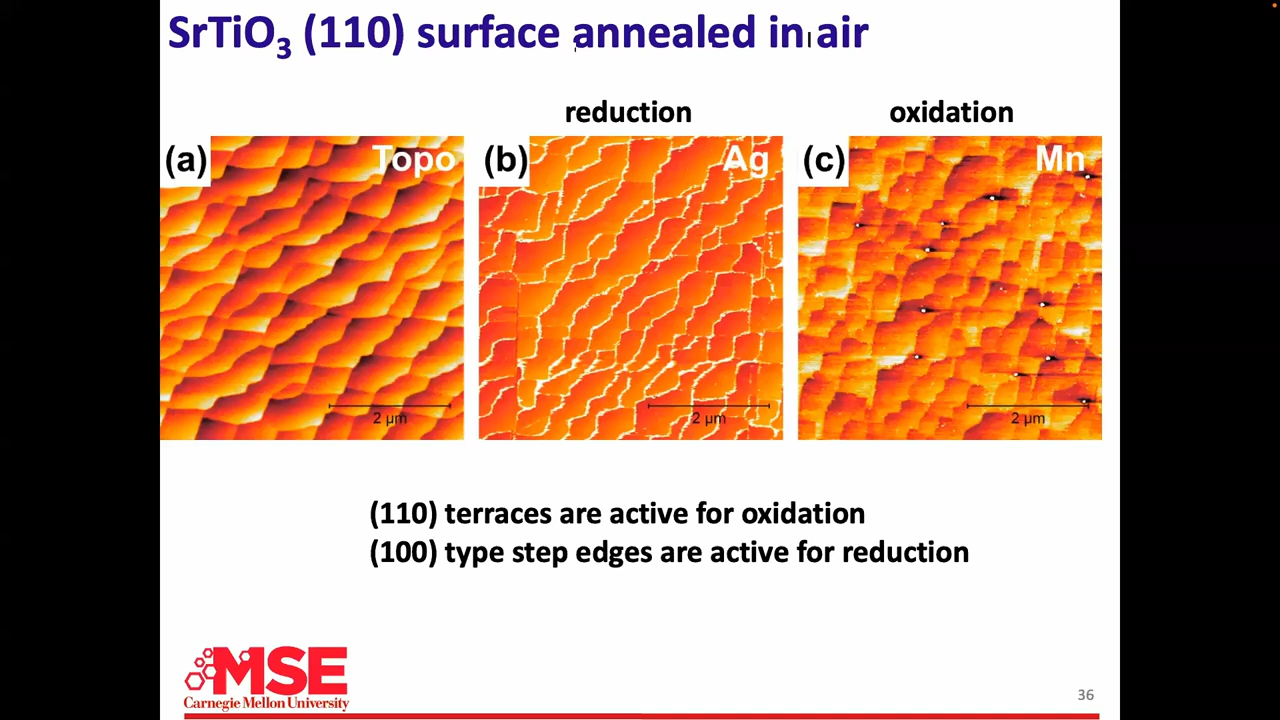 SrTiO₃ (110) surface annealed in air
reduction
oxidation
(a) Topo
(b) Ag
(c) Mn
2 µm
2 µm
2 µm
(110) terraces are active for oxidation
(100) type step edges are active for reduction
MSE
Carnegie Mellon University
36